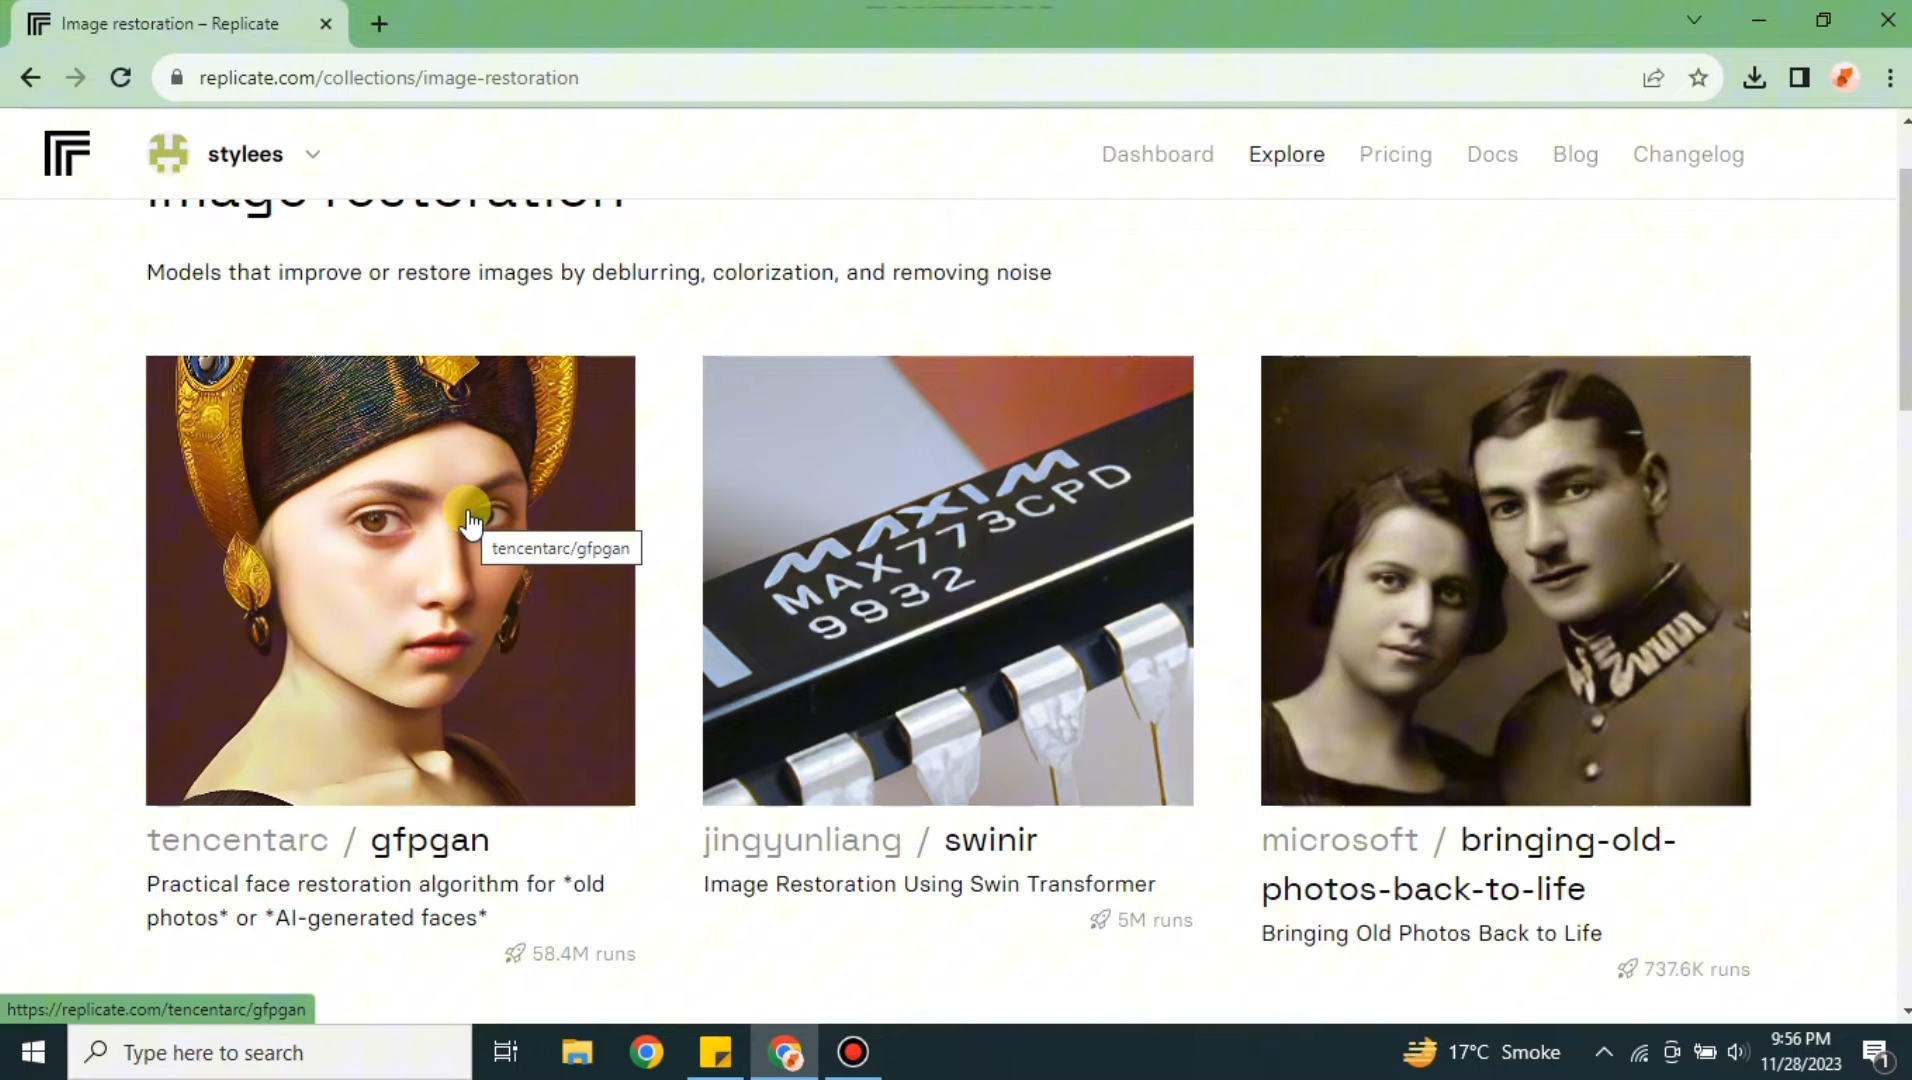 Image restoration – Replicate
replicate.com/collections/image-restoration
stylees
Dashboard
Explore
Pricing
Docs
Blog
Changelog
Image restoration
Models that improve or restore images by deblurring, colorization, and removing noise
MAXIM
MAX773CPD
9932
tencentarc/gfpgan
tencentarc / gfpgan
Practical face restoration algorithm for *old
photos* or *AI-generated faces*
58.4M runs
jingyunliang / swinir
Image Restoration Using Swin Transformer
5M runs
microsoft / bringing-old-
photos-back-to-life
Bringing Old Photos Back to Life
737.6K runs
https://replicate.com/tencentarc/gfpgan
Type here to search
17°C Smoke
9:56 PM
11/28/2023
1